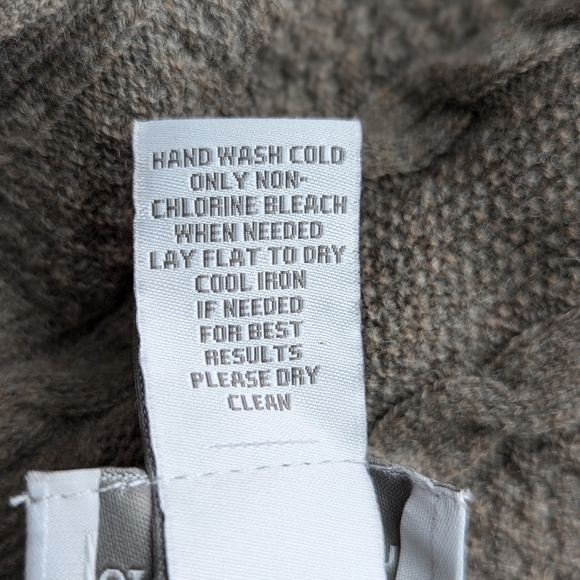 HAND WASH COLD
ONLY NON-
CHLORINE BLEACH
WHEN NEEDED
LAY FLAT TO DRY
COOL IRON
IF NEEDED
FOR BEST
RESULTS
PLEASE DRY
CLEAN